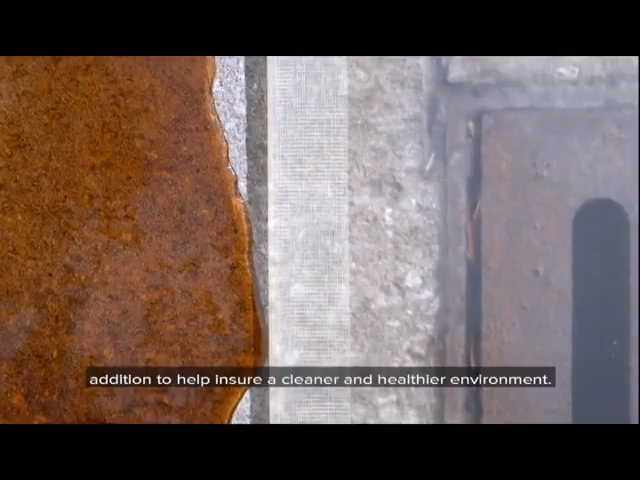 addition to help insure a cleaner and healthier environment.